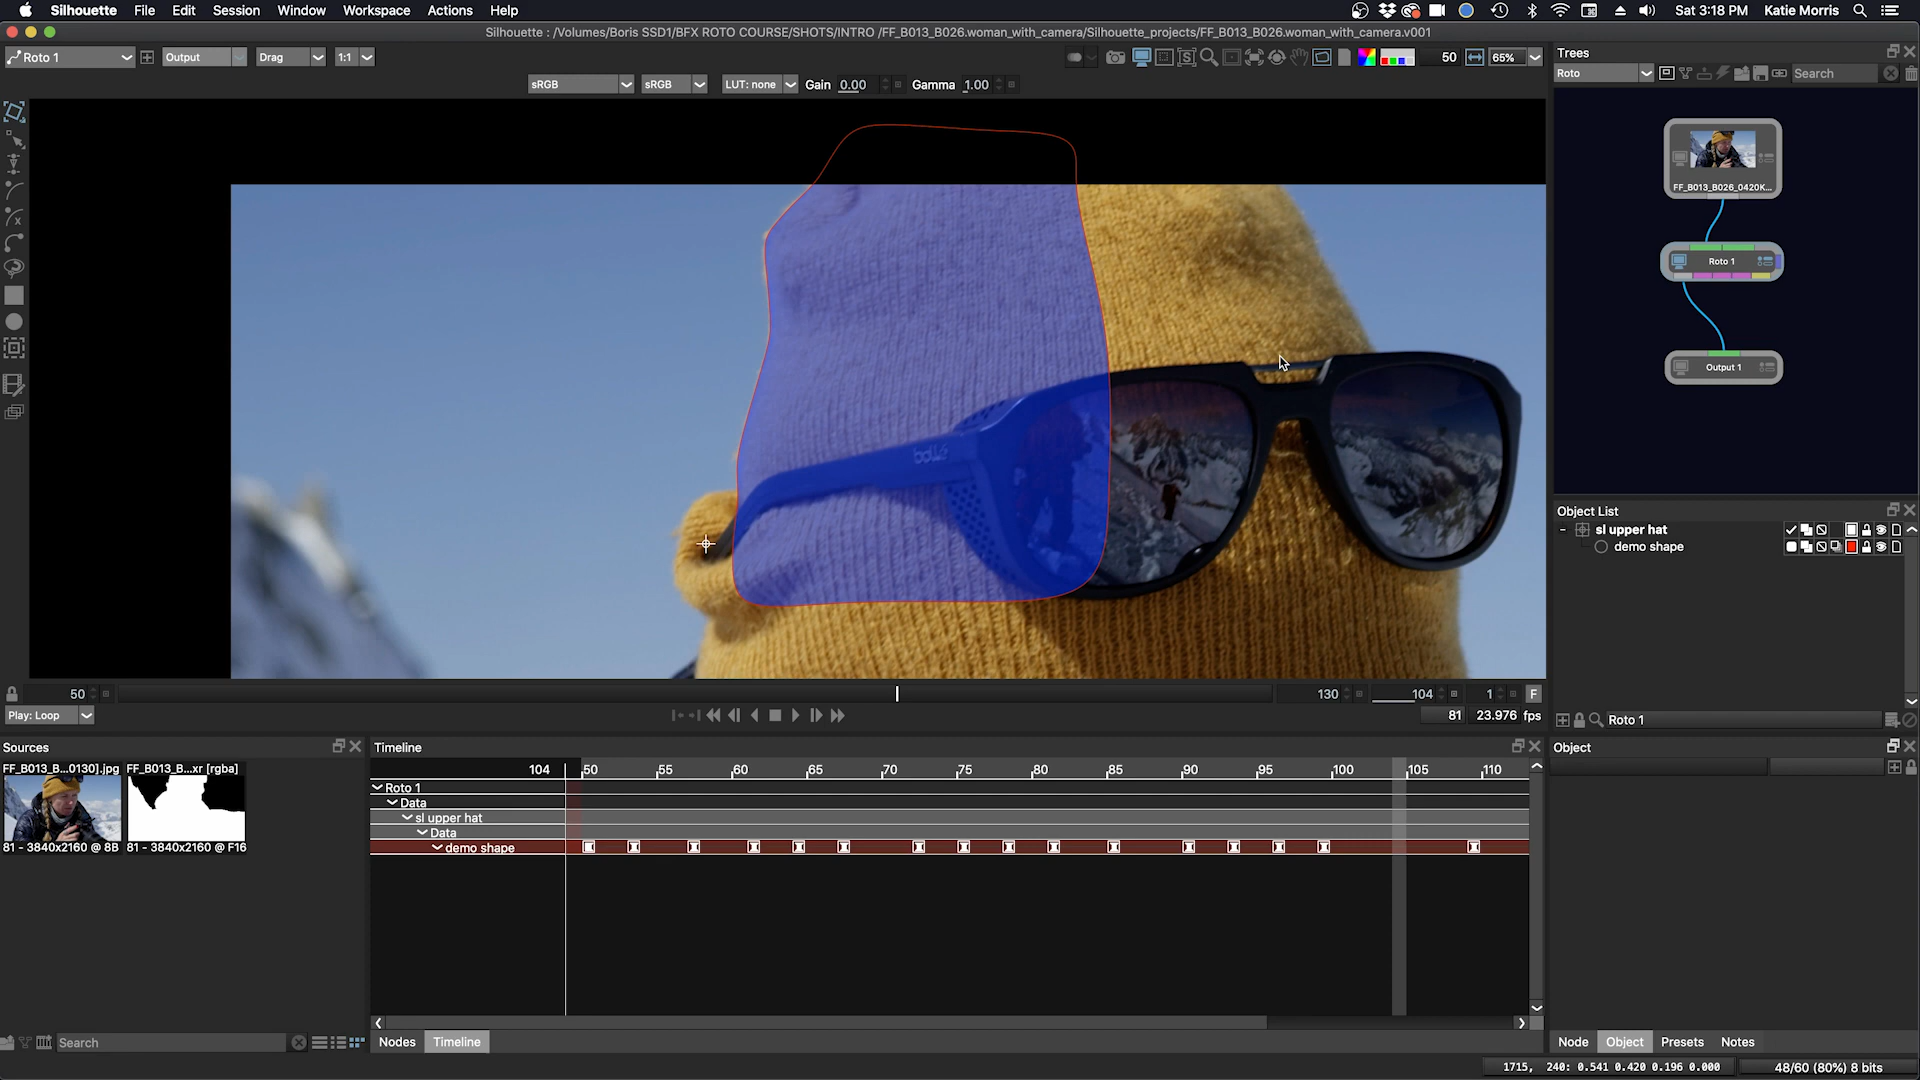 Silhouette File Edit Session Window Workspace Actions Help Sat 3:18 PM Katie Morris
Silhouette : /Volumes/Boris SSD1/BFX ROTO COURSE/SHOTS/INTRO /FF_B013_B026.woman_with_camera/Silhouette_projects/FF_B013_B026.woman_with_camera.v001
Roto 1 Output Drag 1:1 50 65%
sRGB sRGB LUT: none Gain 0.00 Gamma 1.00
Trees
Roto Search
FF_B013_B026_0420K...
Roto 1
Output 1
bollé
Object List
sl upper hat
demo shape
Roto 1
50 130 104 1 F
Play: Loop 81 23.976 fps
Sources
FF_B013_B...0130].jpg FF_B013_B...xr [rgba]
81 - 3840x2160 @ 8B 81 - 3840x2160 @ F16
Search
Timeline
104 50 55 60 65 70 75 80 85 90 95 100 105 110
Roto 1
Data
sl upper hat
Data
demo shape
Nodes Timeline
Object
Node Object Presets Notes
1715, 240: 0.541 0.420 0.196 0.000 48/60 (80%) 8 bits